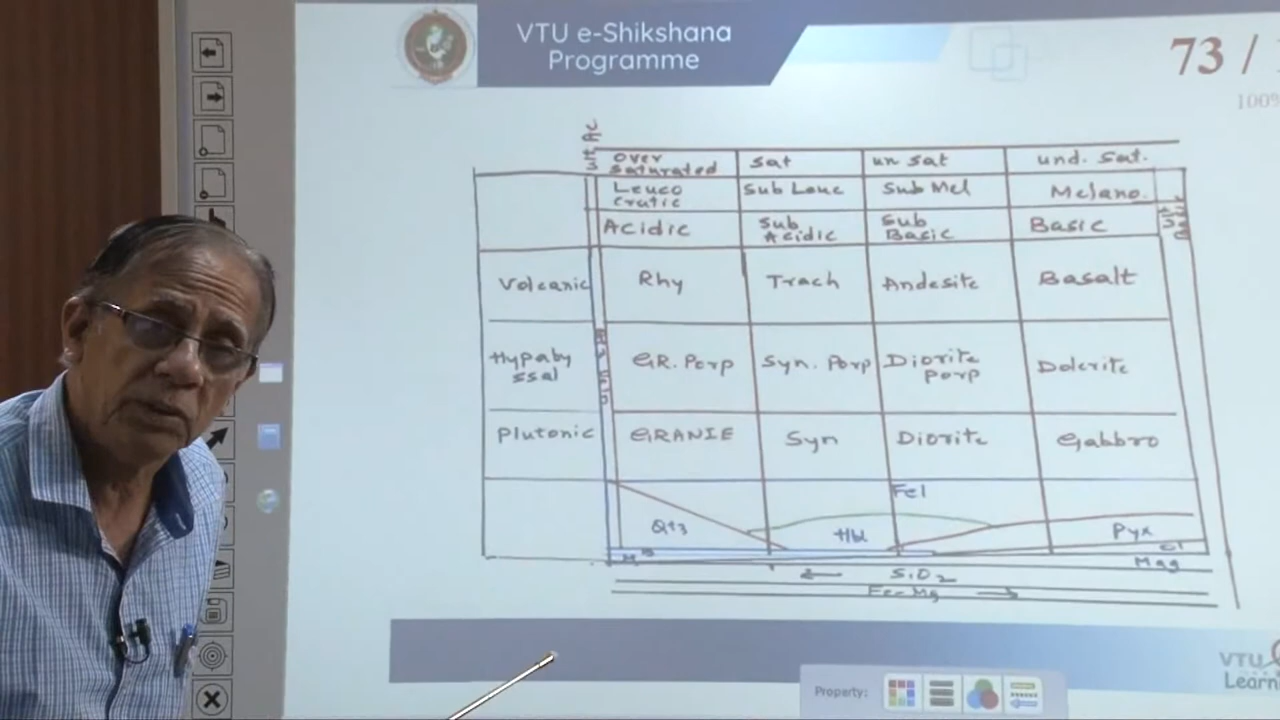 VTU e-Shikshana
Programme
73 /
100%
Over Saturated
Sat
un sat
und. sat.
Leuco cratic
Sub Leuc
Sub Mel
Melano.
Acidic
Sub Acidic
Sub Basic
Basic
Volcanic
Rhy
Trach
Andesite
Basalt
Hypaby ssal
GR. Porp
Syn. Porp
Diorite Porp
Dolerite
Plutonic
GRANIE
Syn
Diorite
Gabbro
Fel
Qtz
Hbl
Pyx
Mag
← SiO2
Fe-Mg →
VTU
Learn
Property: